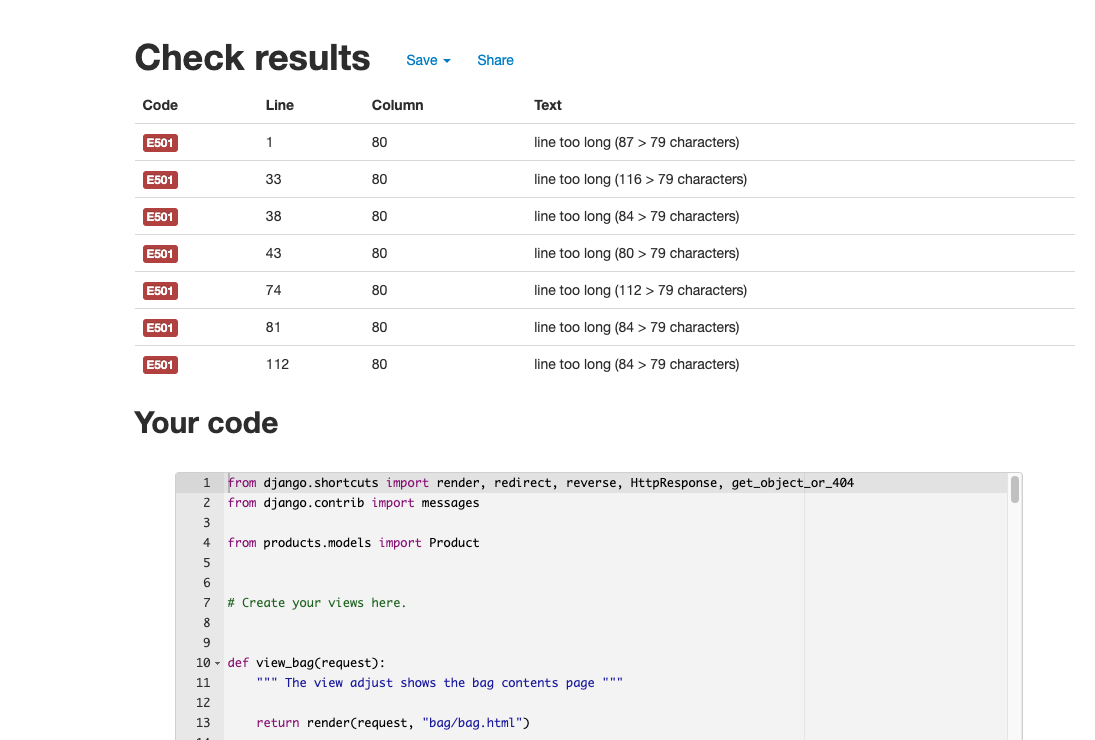 Check results Save Share
Code Line Column Text
E501 1 80 line too long (87 > 79 characters)
E501 33 80 line too long (116 > 79 characters)
E501 38 80 line too long (84 > 79 characters)
E501 43 80 line too long (80 > 79 characters)
E501 74 80 line too long (112 > 79 characters)
E501 81 80 line too long (84 > 79 characters)
E501 112 80 line too long (84 > 79 characters)
Your code
1 from django.shortcuts import render, redirect, reverse, HttpResponse, get_object_or_404
2 from django.contrib import messages
3
4 from products.models import Product
5
6
7 # Create your views here.
8
9
10 def view_bag(request):
11     """ The view adjust shows the bag contents page """
12
13     return render(request, "bag/bag.html")